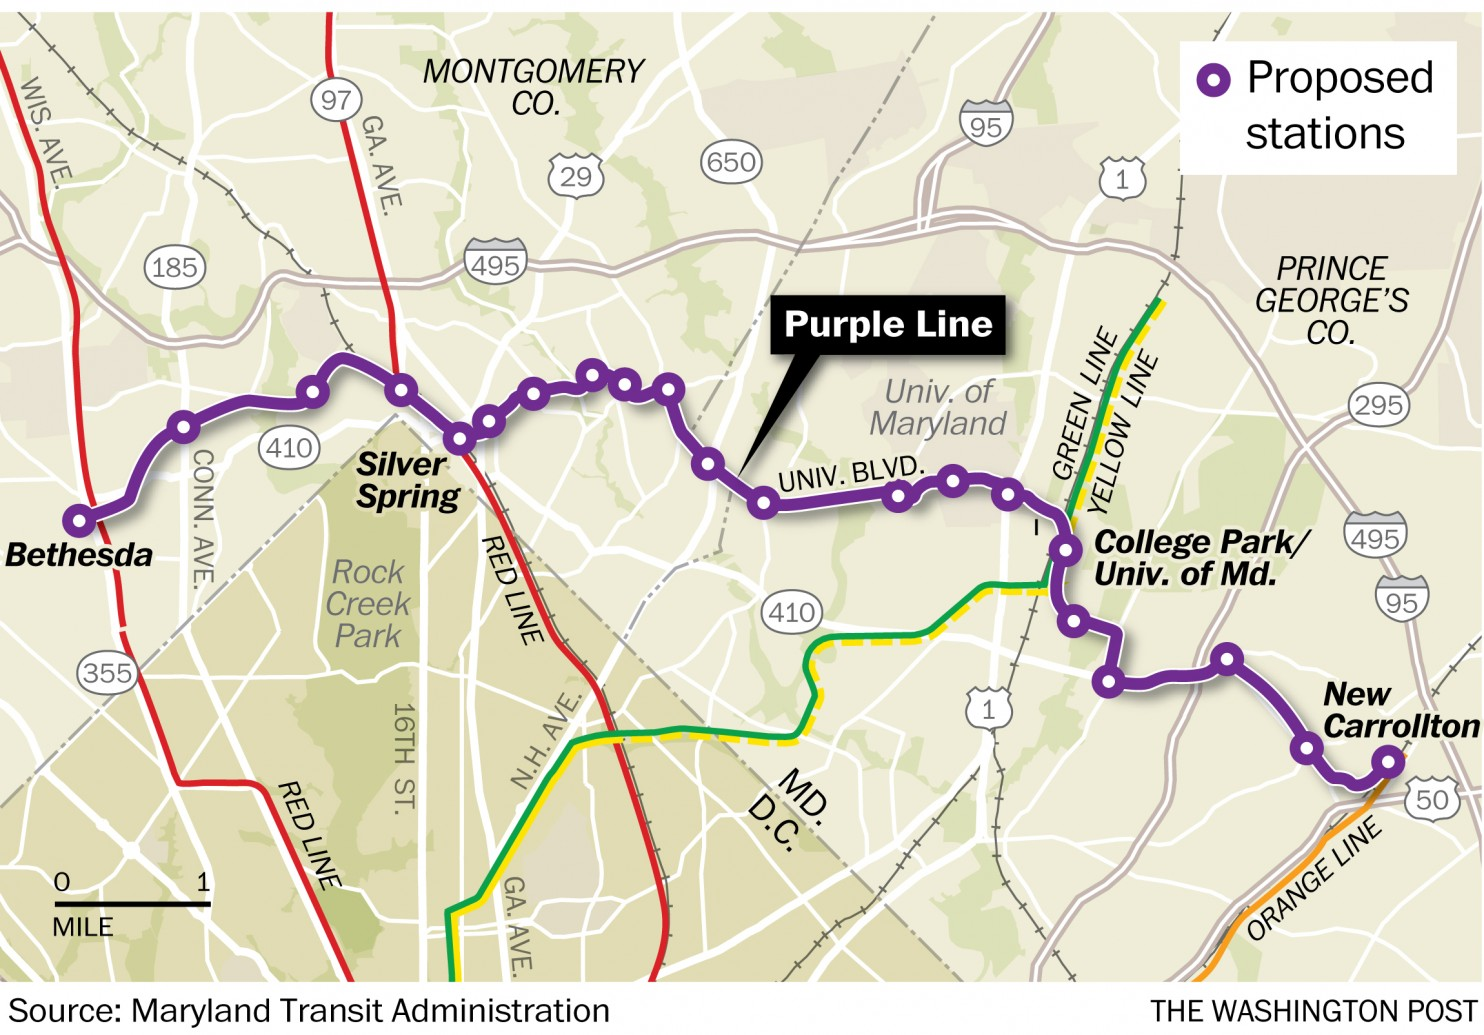 Proposed
stations
MONTGOMERY
CO.
WIS. AVE.
97
GA. AVE.
29
650
95
1
185
495
PRINCE
GEORGE'S
CO.
Purple Line
GREEN LINE
YELLOW LINE
Univ. of
Maryland
295
410
CONN. AVE.
Silver
Spring
UNIV. BLVD.
Bethesda
RED LINE
College Park/
Univ. of Md.
495
95
Rock
Creek
Park
410
355
16TH ST.
N.H. AVE.
1
New
Carrollton
50
MD.
D.C.
RED LINE
ORANGE LINE
GA. AVE.
0 1
MILE
Source: Maryland Transit Administration
THE WASHINGTON POST